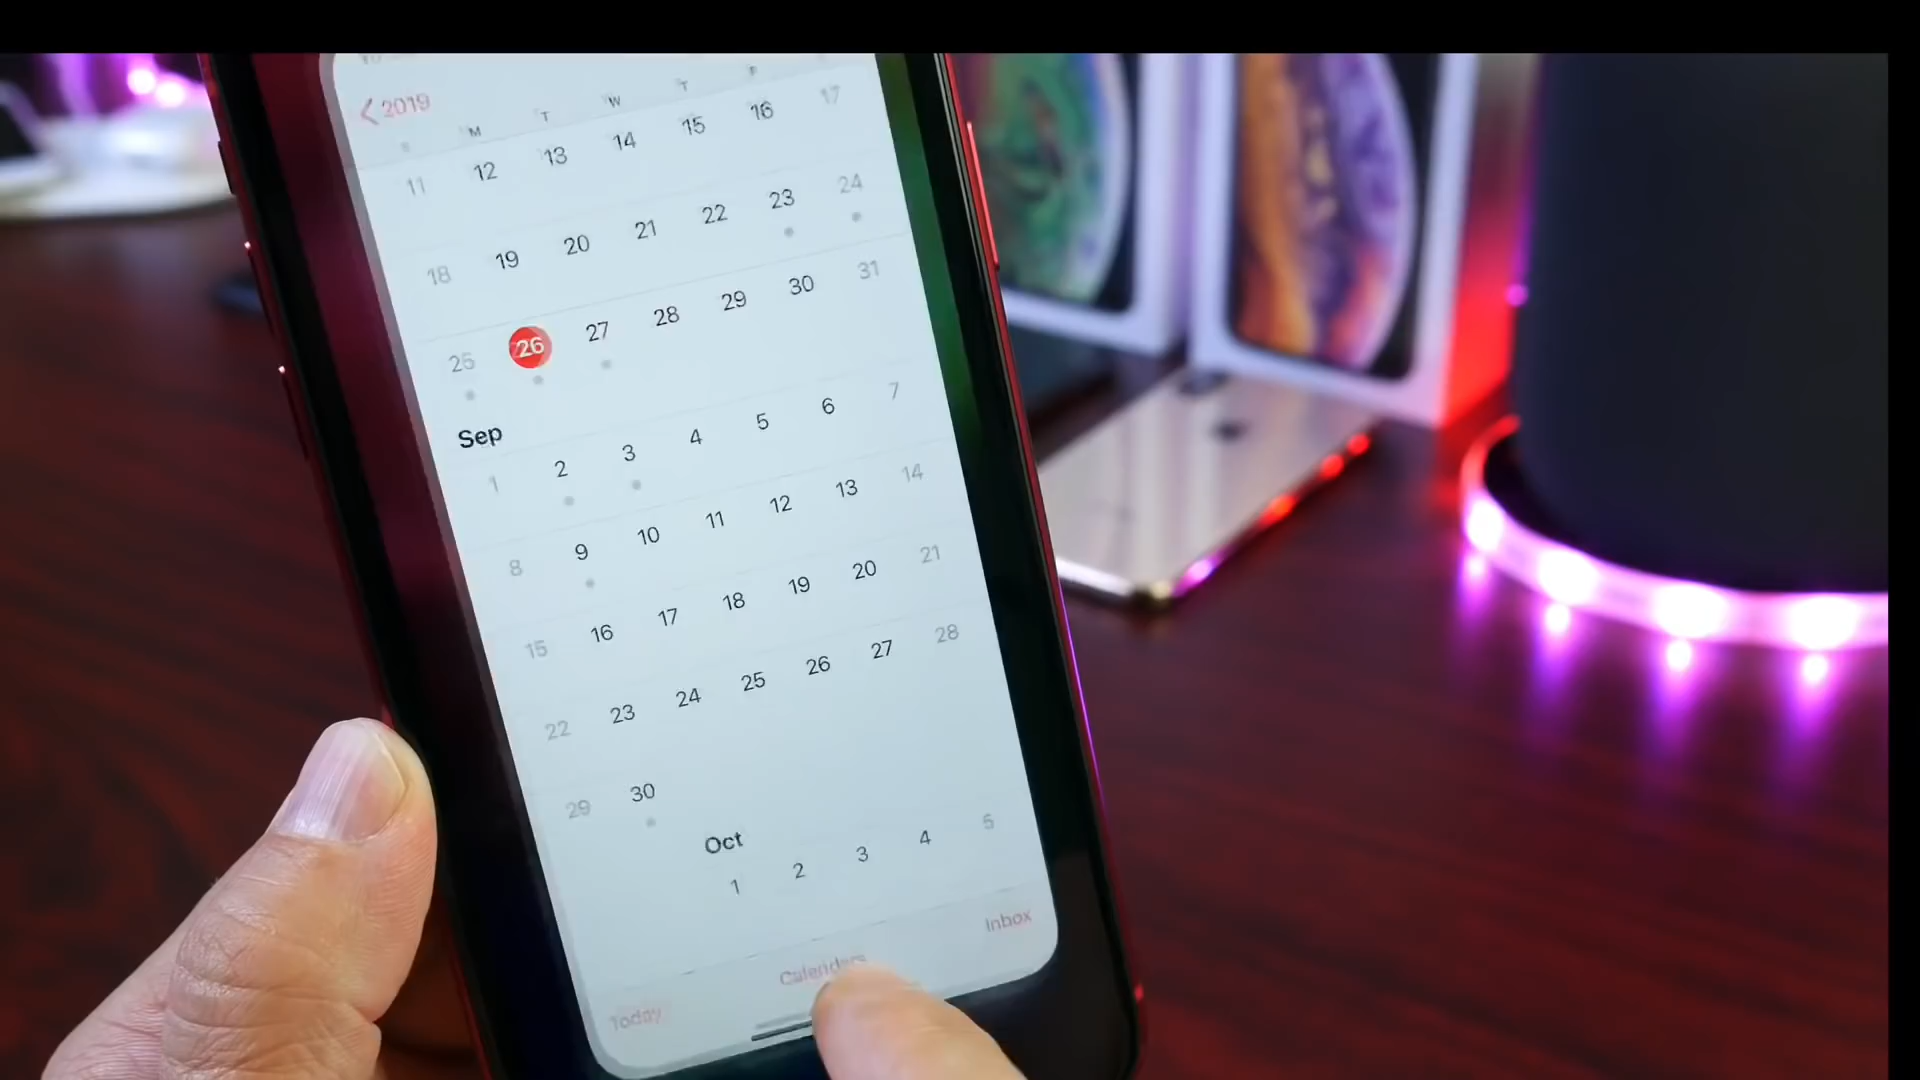 2019
S M T W T F
11 12 13 14 15 16 17
18 19 20 21 22 23 24
25 26 27 28 29 30 31
Sep
1 2 3 4 5 6 7
8 9 10 11 12 13 14
15 16 17 18 19 20 21
22 23 24 25 26 27 28
29 30
Oct
1 2 3 4 5
Today Calendars Inbox